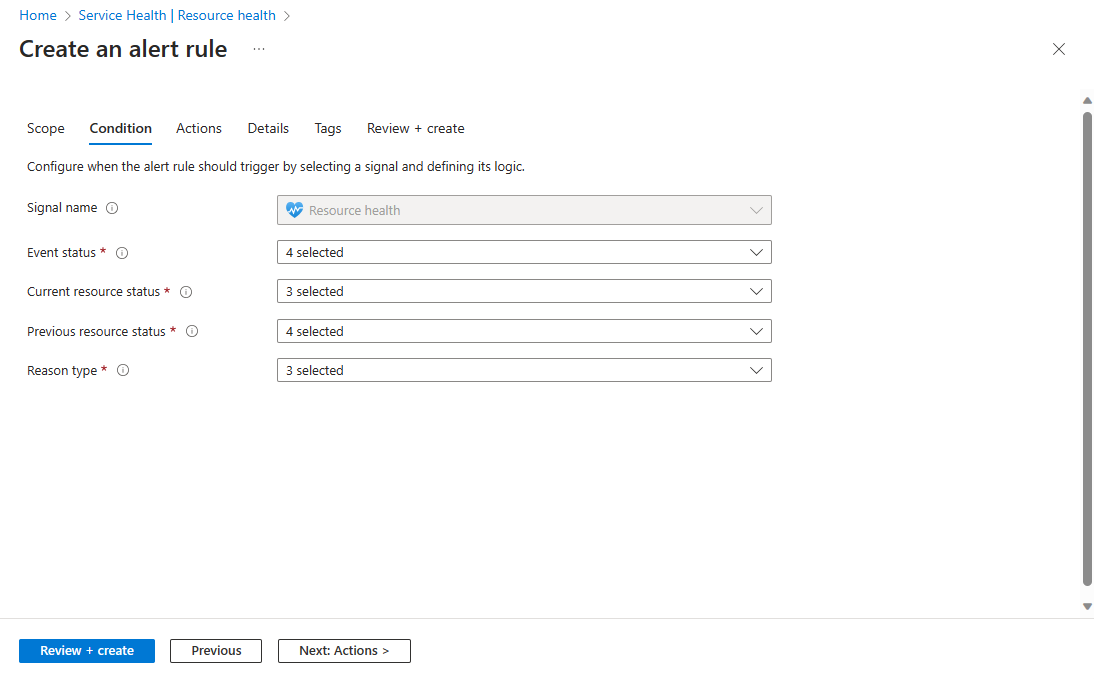 Home > Service Health | Resource health >
Create an alert rule ...
Scope Condition Actions Details Tags Review + create
Configure when the alert rule should trigger by selecting a signal and defining its logic.
Signal name Resource health
Event status * 4 selected
Current resource status * 3 selected
Previous resource status * 4 selected
Reason type * 3 selected
Review + create Previous Next: Actions >